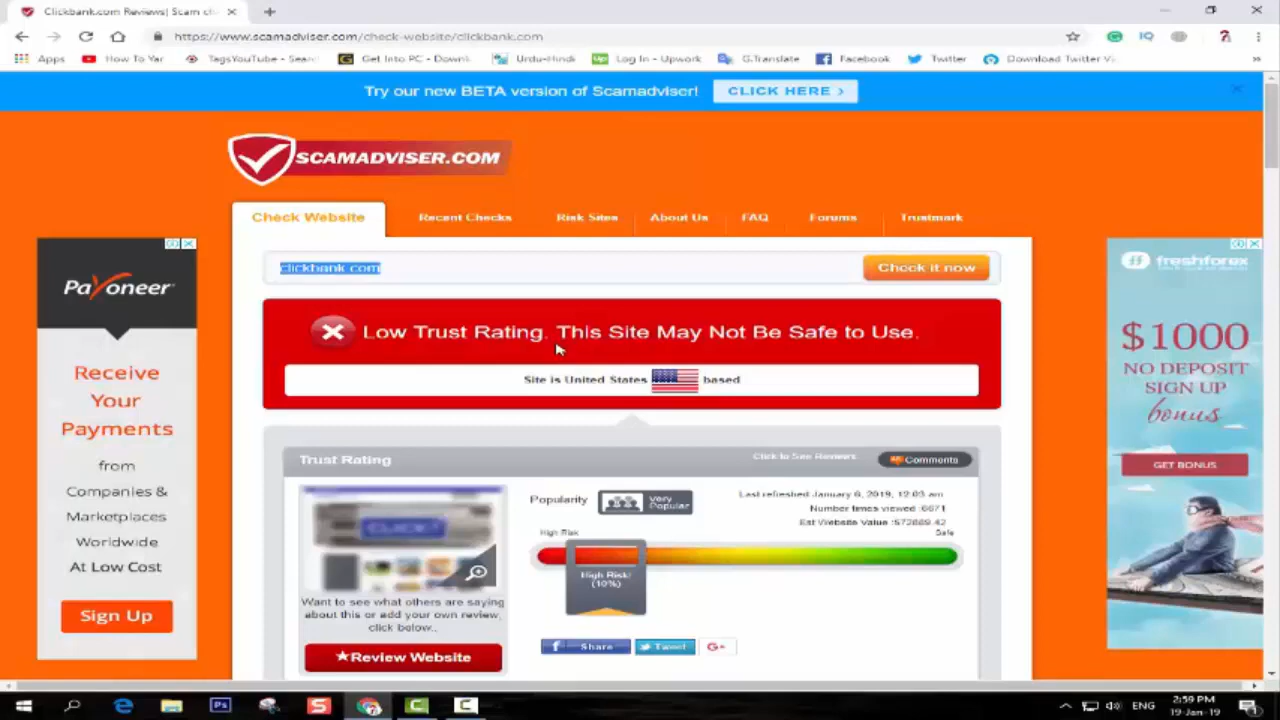 Clickbank.com Reviews| Scam ch
https://www.scamadviser.com/check-website/clickbank.com
Apps
How To Yar
TagsYouTube - Sear
Get Into PC - Downl
Urdu-Hindi
Log In - Upwork
G.Translate
Facebook
Twitter
Download Twitter Vi
Try our new BETA version of Scamadviser!
CLICK HERE >
SCAMADVISER.COM
Check Website
Recent Checks
Risk Sites
About Us
FAQ
Forums
Trustmark
clickbank.com
Check it now
Low Trust Rating. This Site May Not Be Safe to Use.
Site is United States based
Trust Rating
Click to See Reviews
Comments
Popularity
Very
Popular
Last refreshed January 6, 2019, 12:03 am
Number times viewed :6671
High Risk
Safe
High Risk!
(10%)
Want to see what others are saying
about this or add your own review,
click below..
★Review Website
Share
Tweet
G+
Payoneer
Receive
Your
Payments
from
Companies &
Marketplaces
Worldwide
At Low Cost
Sign Up
freshforex
$1000
NO DEPOSIT
SIGN UP
bonus
GET BONUS
ENG
2:59 PM
19-Jan-19